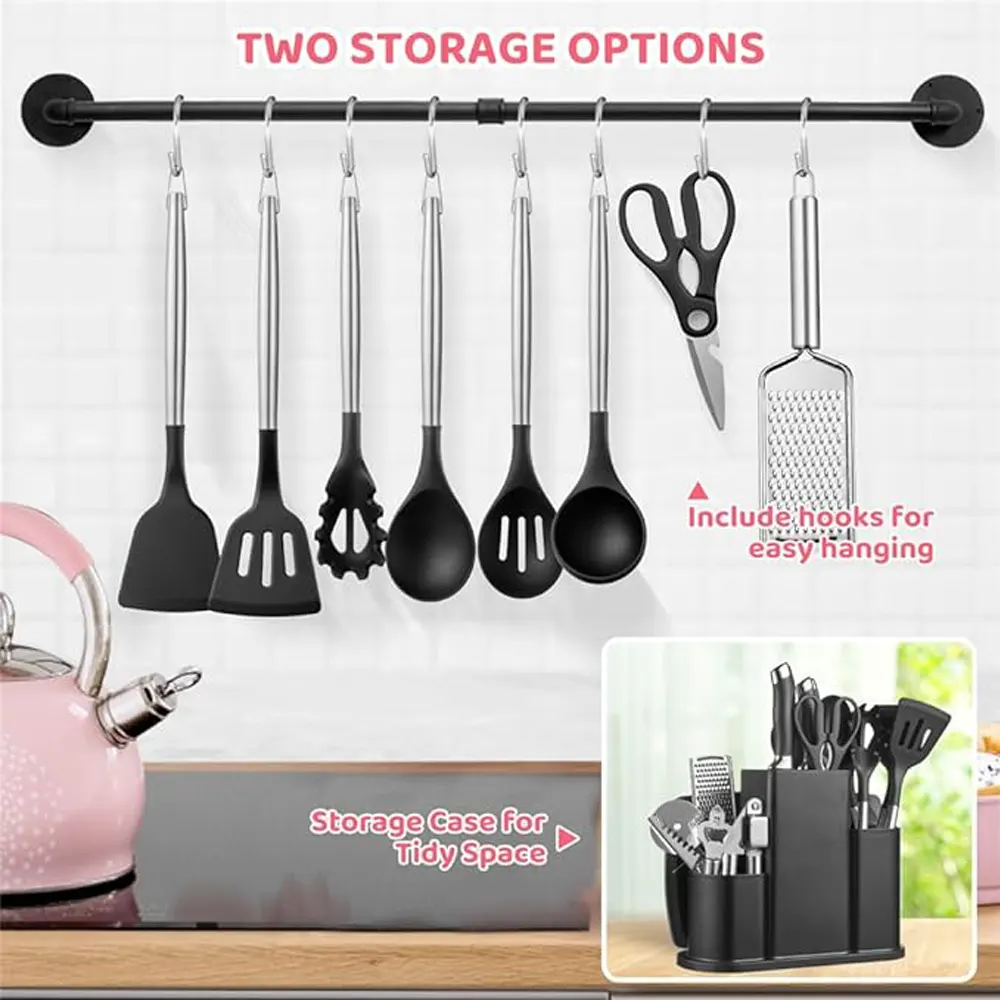 TWO STORAGE OPTIONS
Include hooks for
easy hanging
Storage Case for
Tidy Space